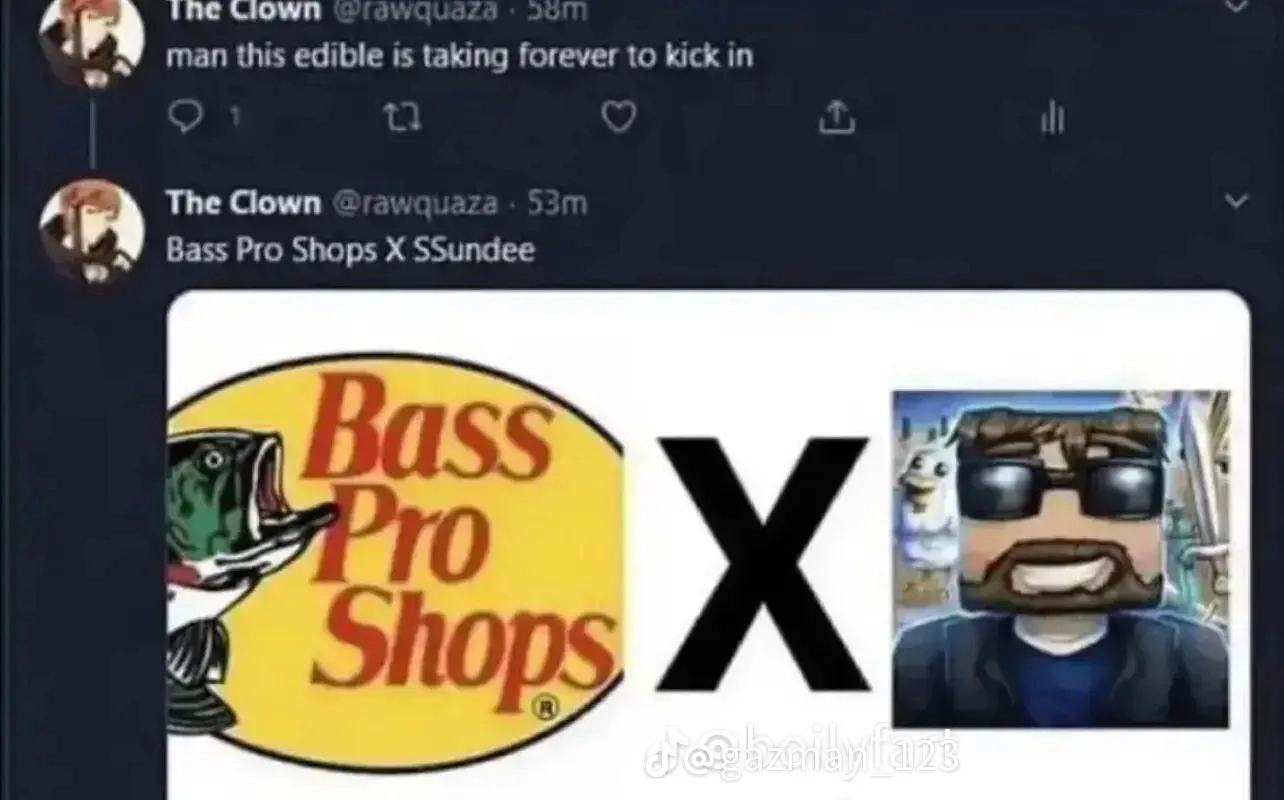 The Clown @rawquaza · 58m
man this edible is taking forever to kick in
1
The Clown @rawquaza · 53m
Bass Pro Shops X SSundee
Bass
Pro
Shops
®
X
@gazman_123